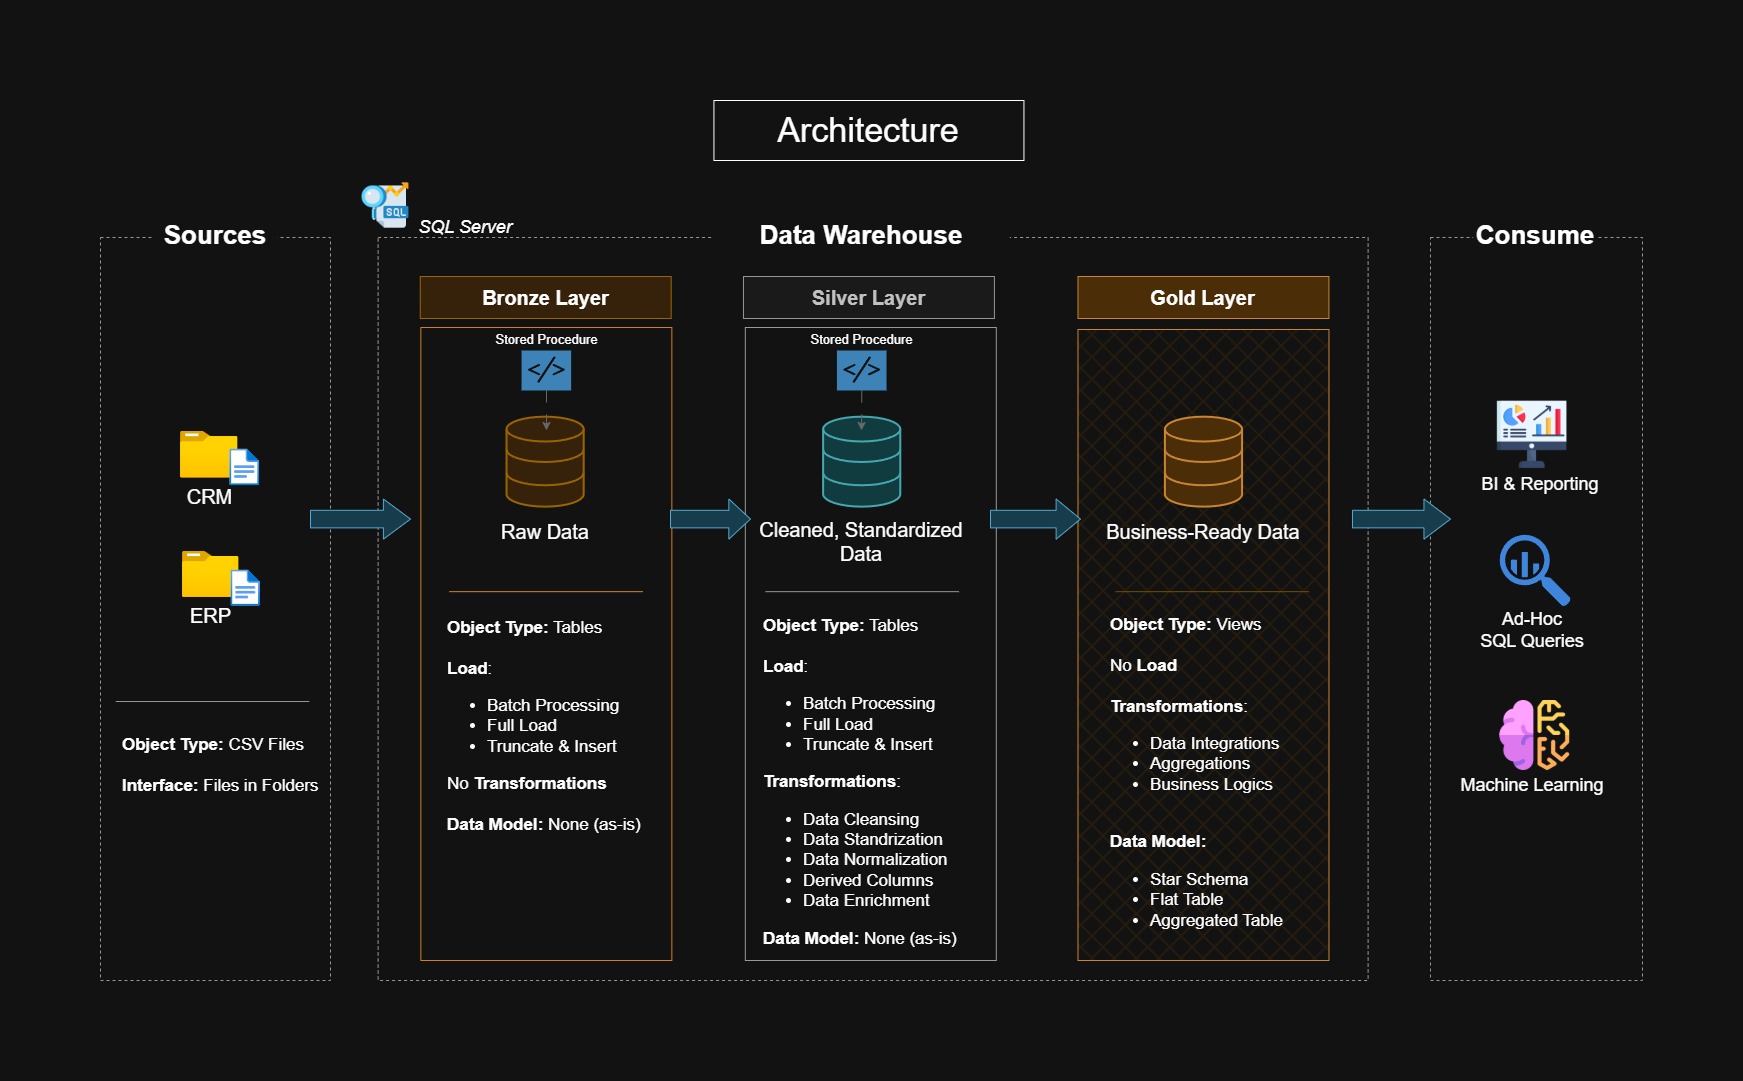 Architecture
SQL
SQL Server
Sources
CRM
ERP
Object Type: CSV Files
Interface: Files in Folders
Data Warehouse
Bronze Layer
Stored Procedure
</>
Raw Data
Object Type: Tables
Load:
• Batch Processing
• Full Load
• Truncate & Insert
No Transformations
Data Model: None (as-is)
Silver Layer
Stored Procedure
</>
Cleaned, Standardized
Data
Object Type: Tables
Load:
• Batch Processing
• Full Load
• Truncate & Insert
Transformations:
• Data Cleansing
• Data Standrization
• Data Normalization
• Derived Columns
• Data Enrichment
Data Model: None (as-is)
Gold Layer
Business-Ready Data
Object Type: Views
No Load
Transformations:
• Data Integrations
• Aggregations
• Business Logics
Data Model:
• Star Schema
• Flat Table
• Aggregated Table
Consume
BI & Reporting
Ad-Hoc
SQL Queries
Machine Learning